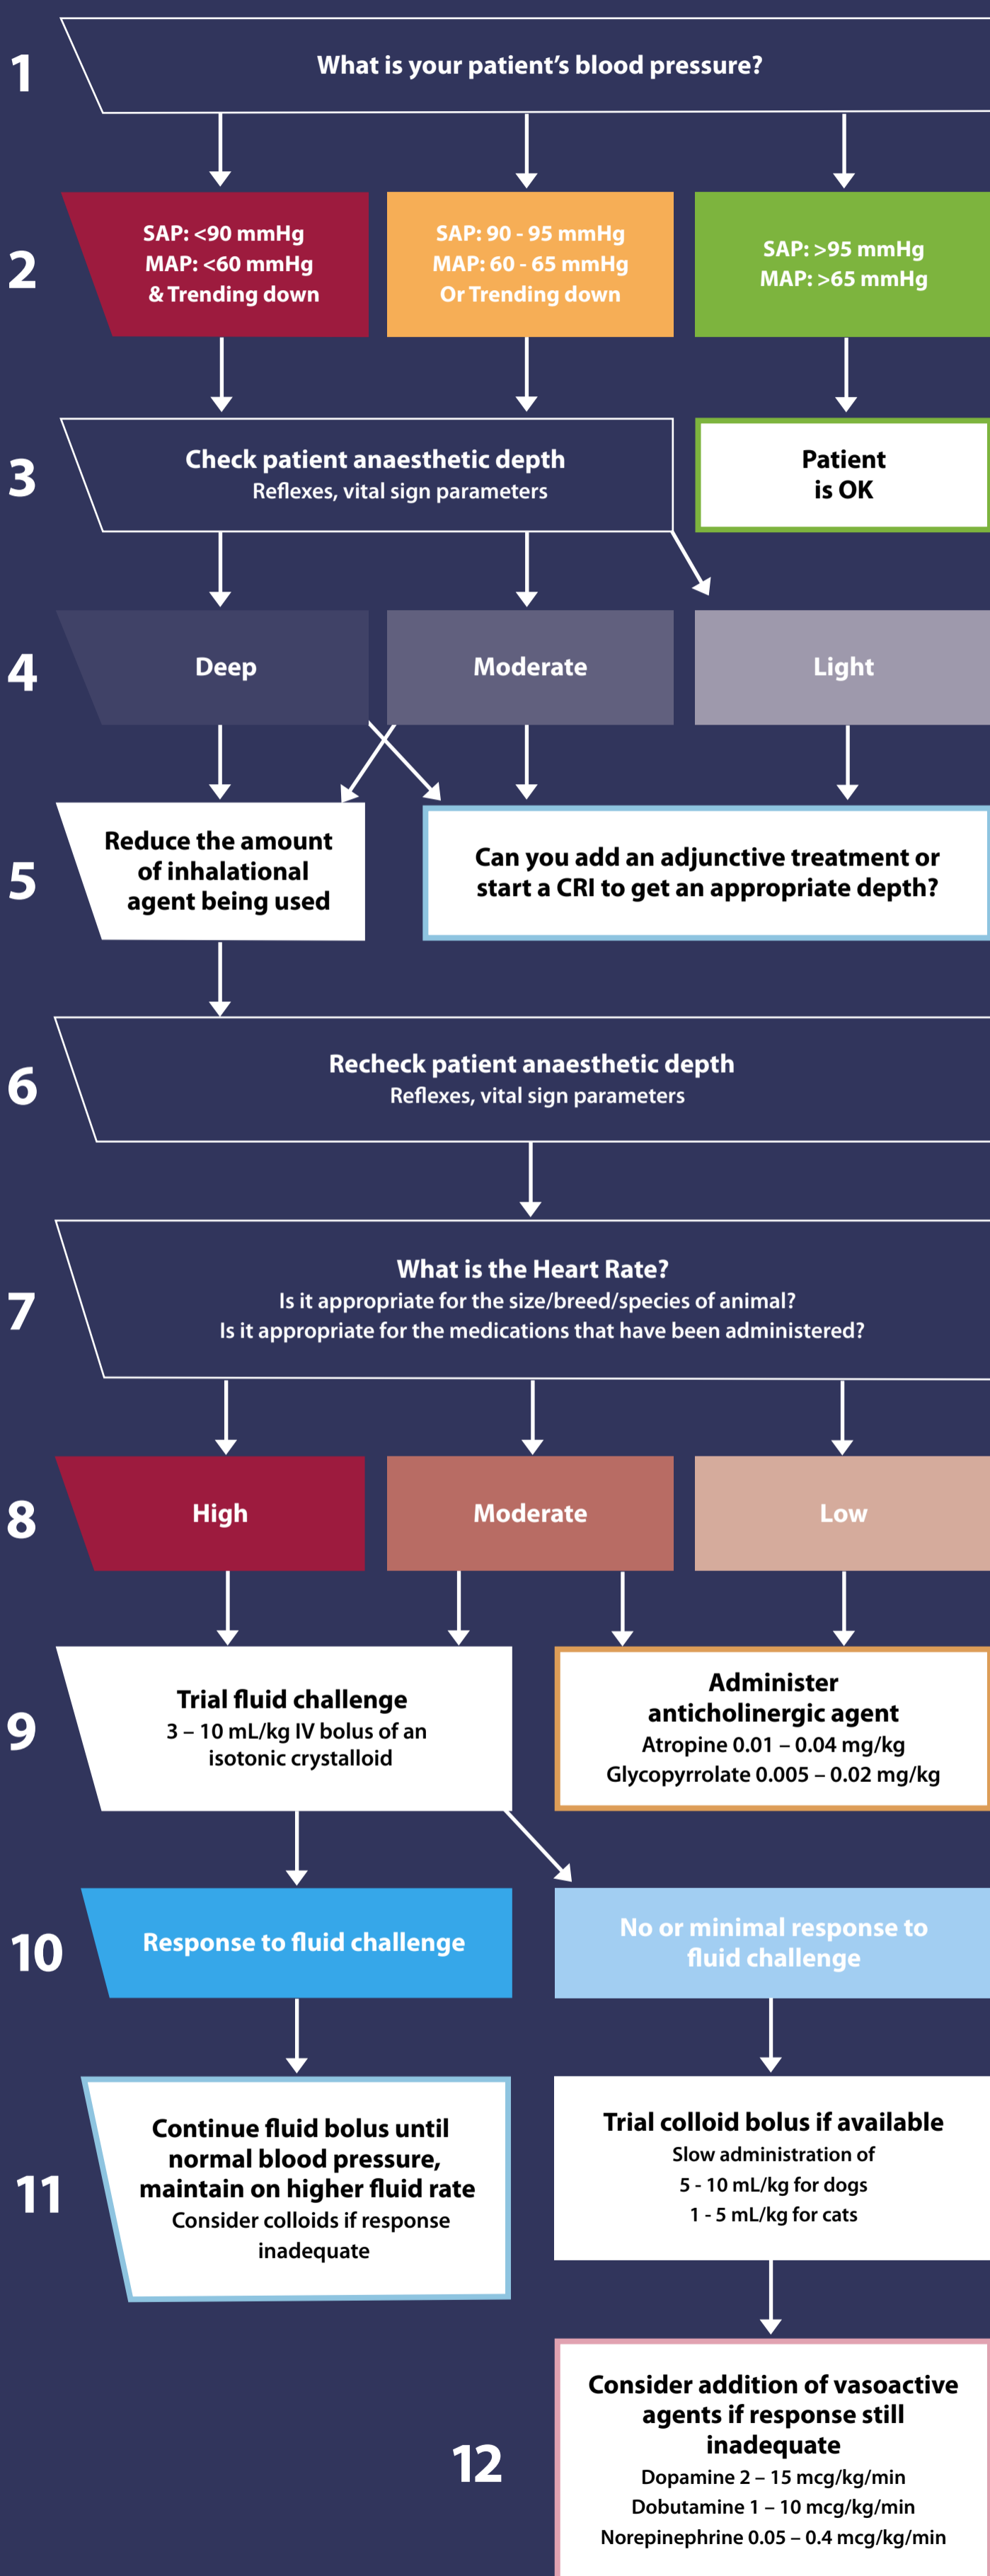 1
What is your patient's blood pressure?
2
SAP: <90 mmHg
MAP: <60 mmHg
& Trending down
SAP: 90 - 95 mmHg
MAP: 60 - 65 mmHg
Or Trending down
SAP: >95 mmHg
MAP: >65 mmHg
3
Check patient anaesthetic depth
Reflexes, vital sign parameters
Patient
is OK
4
Deep
Moderate
Light
5
Reduce the amount
of inhalational
agent being used
Can you add an adjunctive treatment or
start a CRI to get an appropriate depth?
6
Recheck patient anaesthetic depth
Reflexes, vital sign parameters
7
What is the Heart Rate?
Is it appropriate for the size/breed/species of animal?
Is it appropriate for the medications that have been administered?
8
High
Moderate
Low
9
Trial fluid challenge
3 – 10 mL/kg IV bolus of an
isotonic crystalloid
Administer
anticholinergic agent
Atropine 0.01 – 0.04 mg/kg
Glycopyrrolate 0.005 – 0.02 mg/kg
10
Response to fluid challenge
No or minimal response to
fluid challenge
11
Continue fluid bolus until
normal blood pressure,
maintain on higher fluid rate
Consider colloids if response
inadequate
Trial colloid bolus if available
Slow administration of
5 - 10 mL/kg for dogs
1 - 5 mL/kg for cats
12
Consider addition of vasoactive
agents if response still
inadequate
Dopamine 2 – 15 mcg/kg/min
Dobutamine 1 – 10 mcg/kg/min
Norepinephrine 0.05 – 0.4 mcg/kg/min